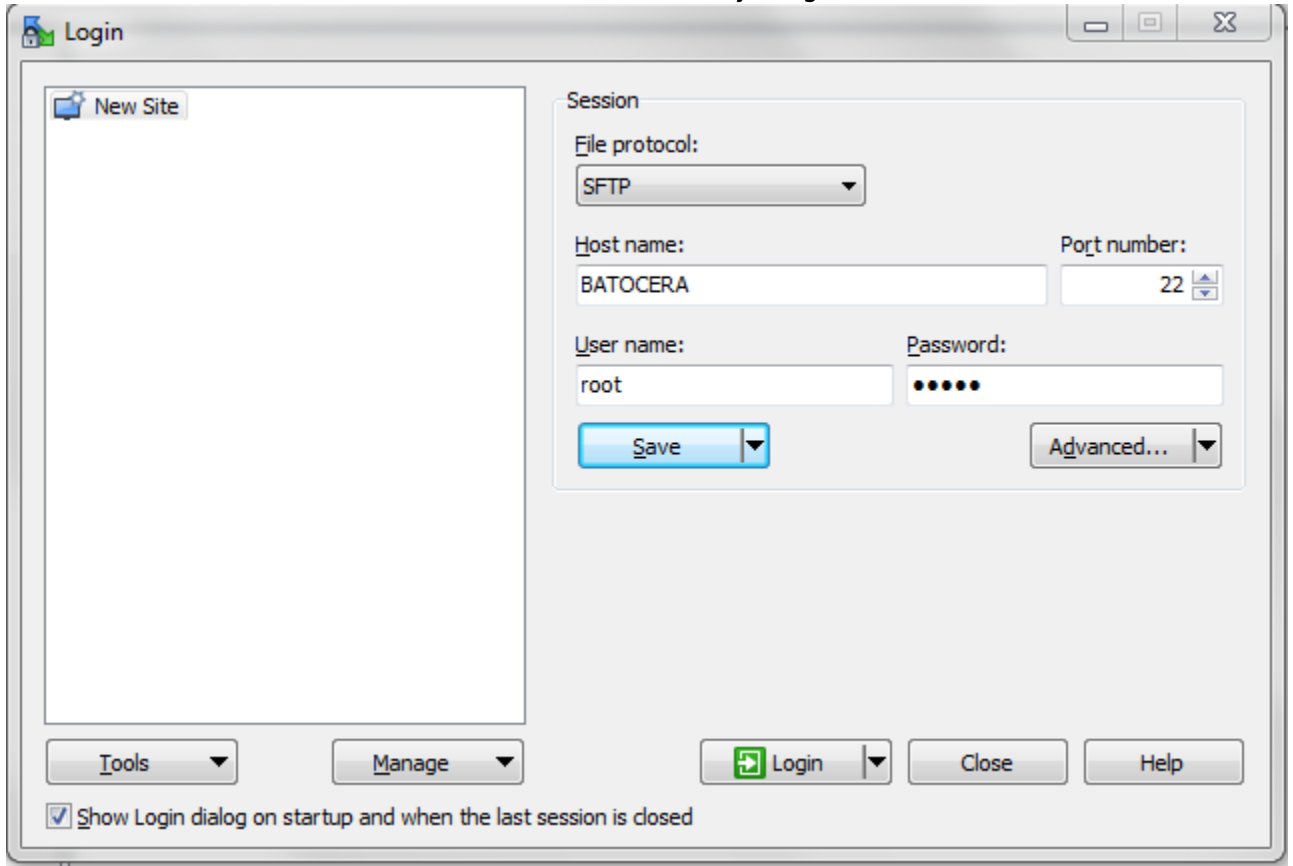 Login
New Site
Session
File protocol:
SFTP
Host name:
Port number:
BATOCERA
22
User name:
Password:
root
•••••
Save
Advanced...
Tools
Manage
Login
Close
Help
Show Login dialog on startup and when the last session is closed